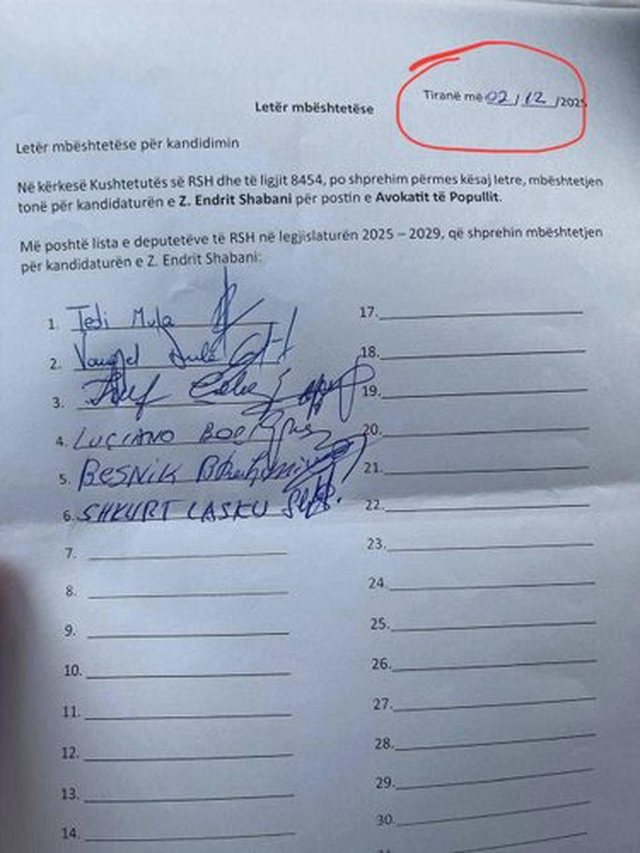 Tiranë më 02/12/2025
Letër mbështetëse
Letër mbështetëse për kandidimin
Në kërkesë Kushtetutës së RSH dhe të ligjit 8454, po shprehim përmes kësaj letre, mbështetjen
tonë për kandidaturën e Z. Endrit Shabani për postin e Avokatit të Popullit.
Më poshtë lista e deputetëve të RSH në legjislaturën 2025 – 2029, që shprehin mbështetjen
për kandidaturën e Z. Endrit Shabani:
1. Tedi
2.
3.
4. LUCIANO
5. BESNIK
6. SHKURT LASKU
7.
8.
9.
10.
11.
12.
13.
14.
17.
18.
19.
20.
21.
22.
23.
24.
25.
26.
27.
28.
29.
30.